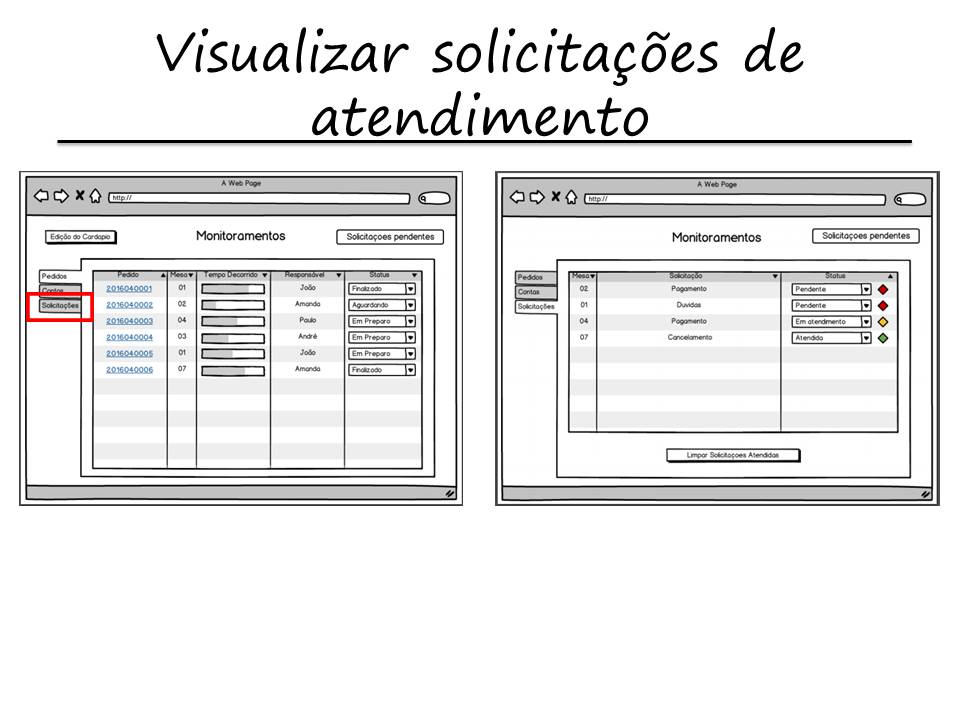 Visualizar solicitações de
atendimento
A Web Page
http://
Edição do Cardapio
Monitoramentos
Solicitaçoes pendentes
Pedidos
Contas
Solicitações
Pedido Mesa Tempo Decorrido Responsável Status
2016040001 01 João Finalizado
2016040002 02 Amanda Aguardando
2016040003 04 Paulo Em Preparo
2016040004 03 André Em Preparo
2016040005 01 João Em Preparo
2016040006 07 Amanda Finalizado
A Web Page
http://
Monitoramentos
Solicitaçoes pendentes
Pedidos
Contas
Solicitações
Mesa Solicitação Status
02 Pagamento Pendente
01 Duvidas Pendente
04 Pagamento Em atendimento
07 Cancelamento Atendida
Limpar Solicitaçoes Atendidas